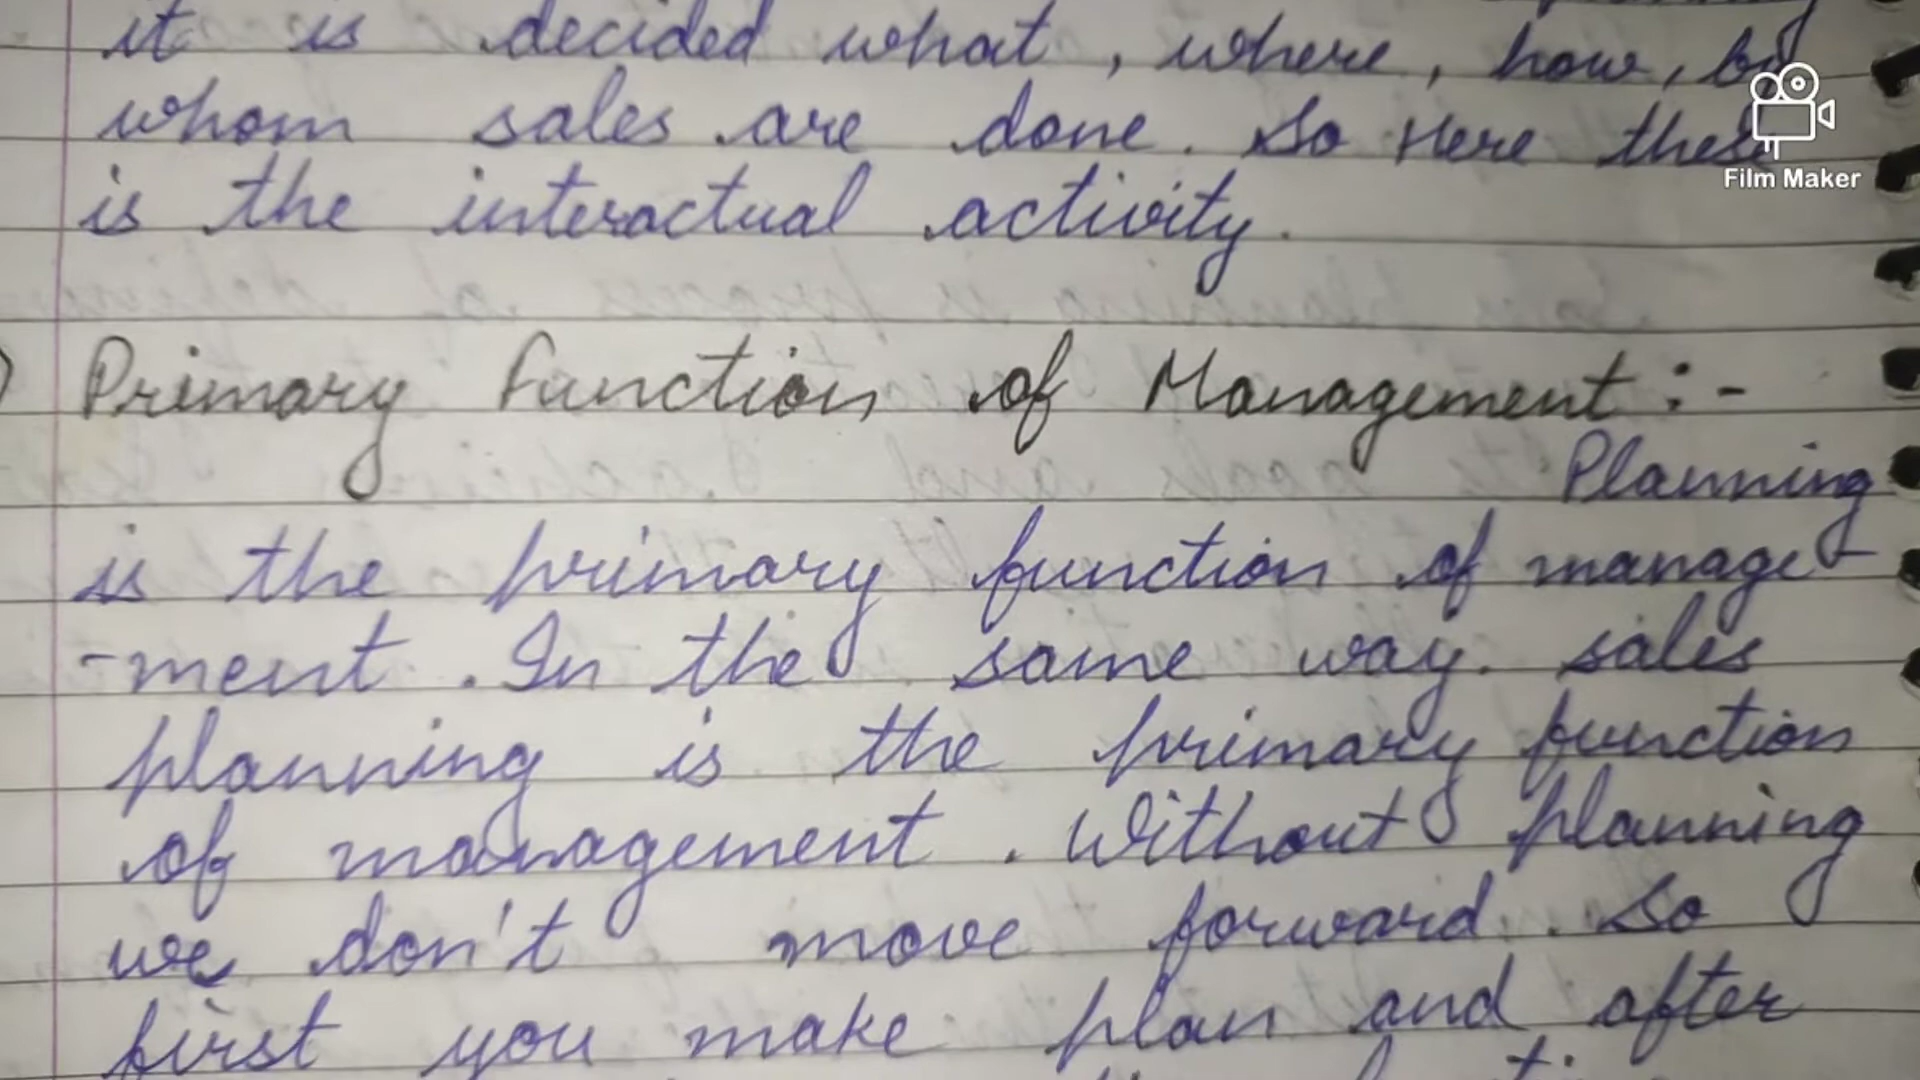 it is decided what, where, how, by
whom sales are done. So Here these
is the interactual activity.
Primary function of Management :-
Planning
is the primary function of manage-
-ment. In the same way. sales
planning is the primary function
of management. Without planning
we don't move forward. So
first you make plan and after
Film Maker